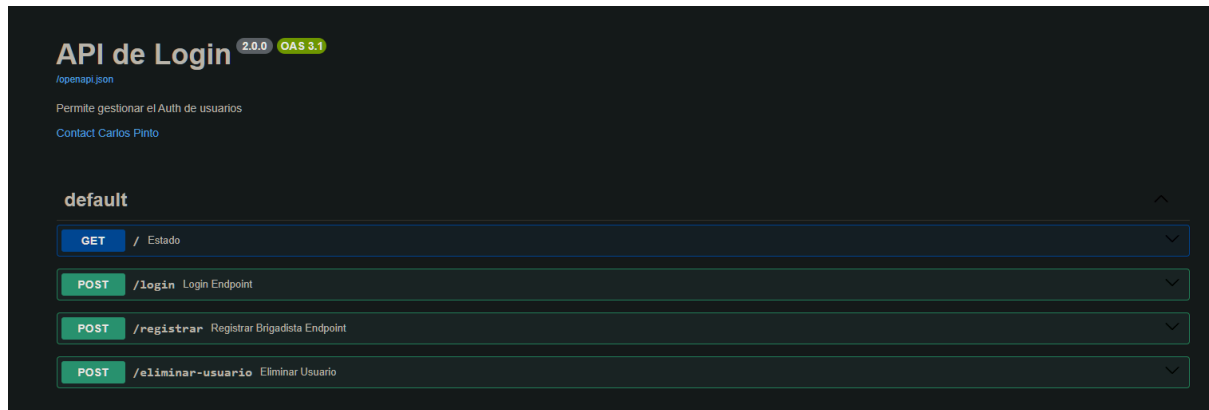 API de Login 2.0.0 OAS 3.1
/openapi.json
Permite gestionar el Auth de usuarios
Contact Carlos Pinto
default
GET / Estado
POST /login Login Endpoint
POST /registrar Registrar Brigadista Endpoint
POST /eliminar-usuario Eliminar Usuario